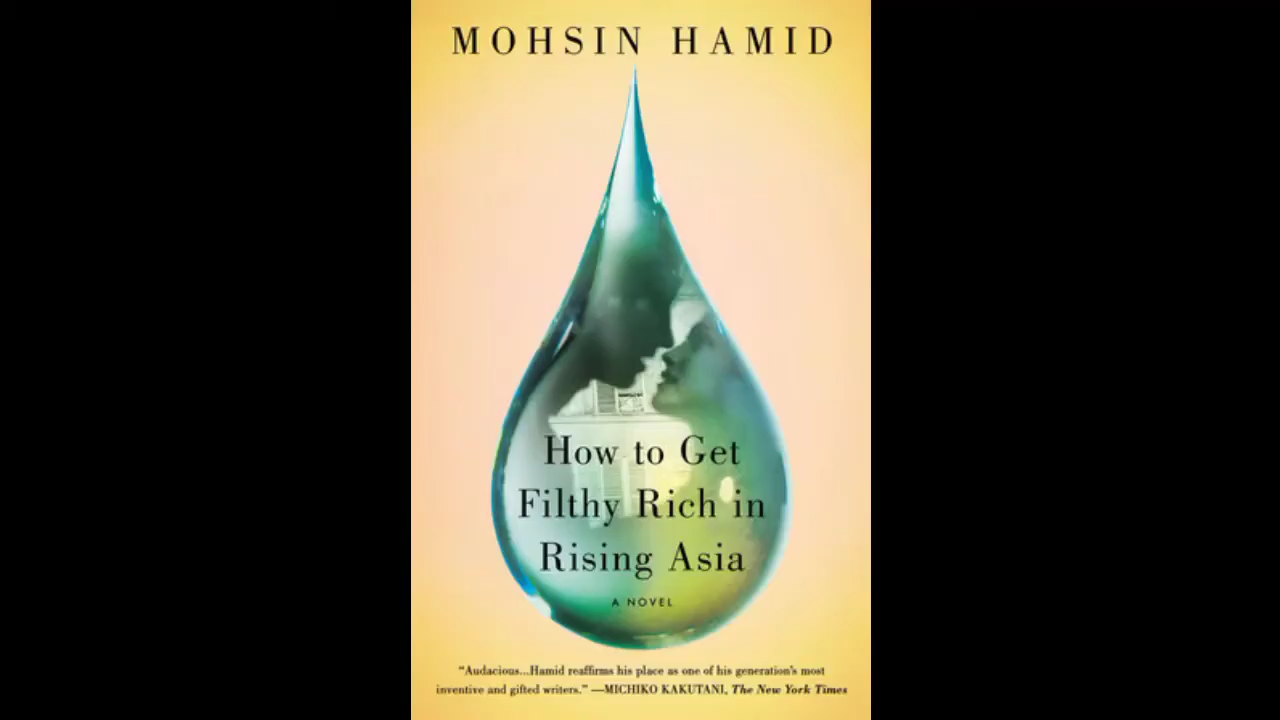 MOHSIN HAMID
How to Get
Filthy Rich in
Rising Asia
A NOVEL
“Audacious...Hamid reaffirms his place as one of his generation’s most
inventive and gifted writers.” —MICHIKO KAKUTANI, The New York Times